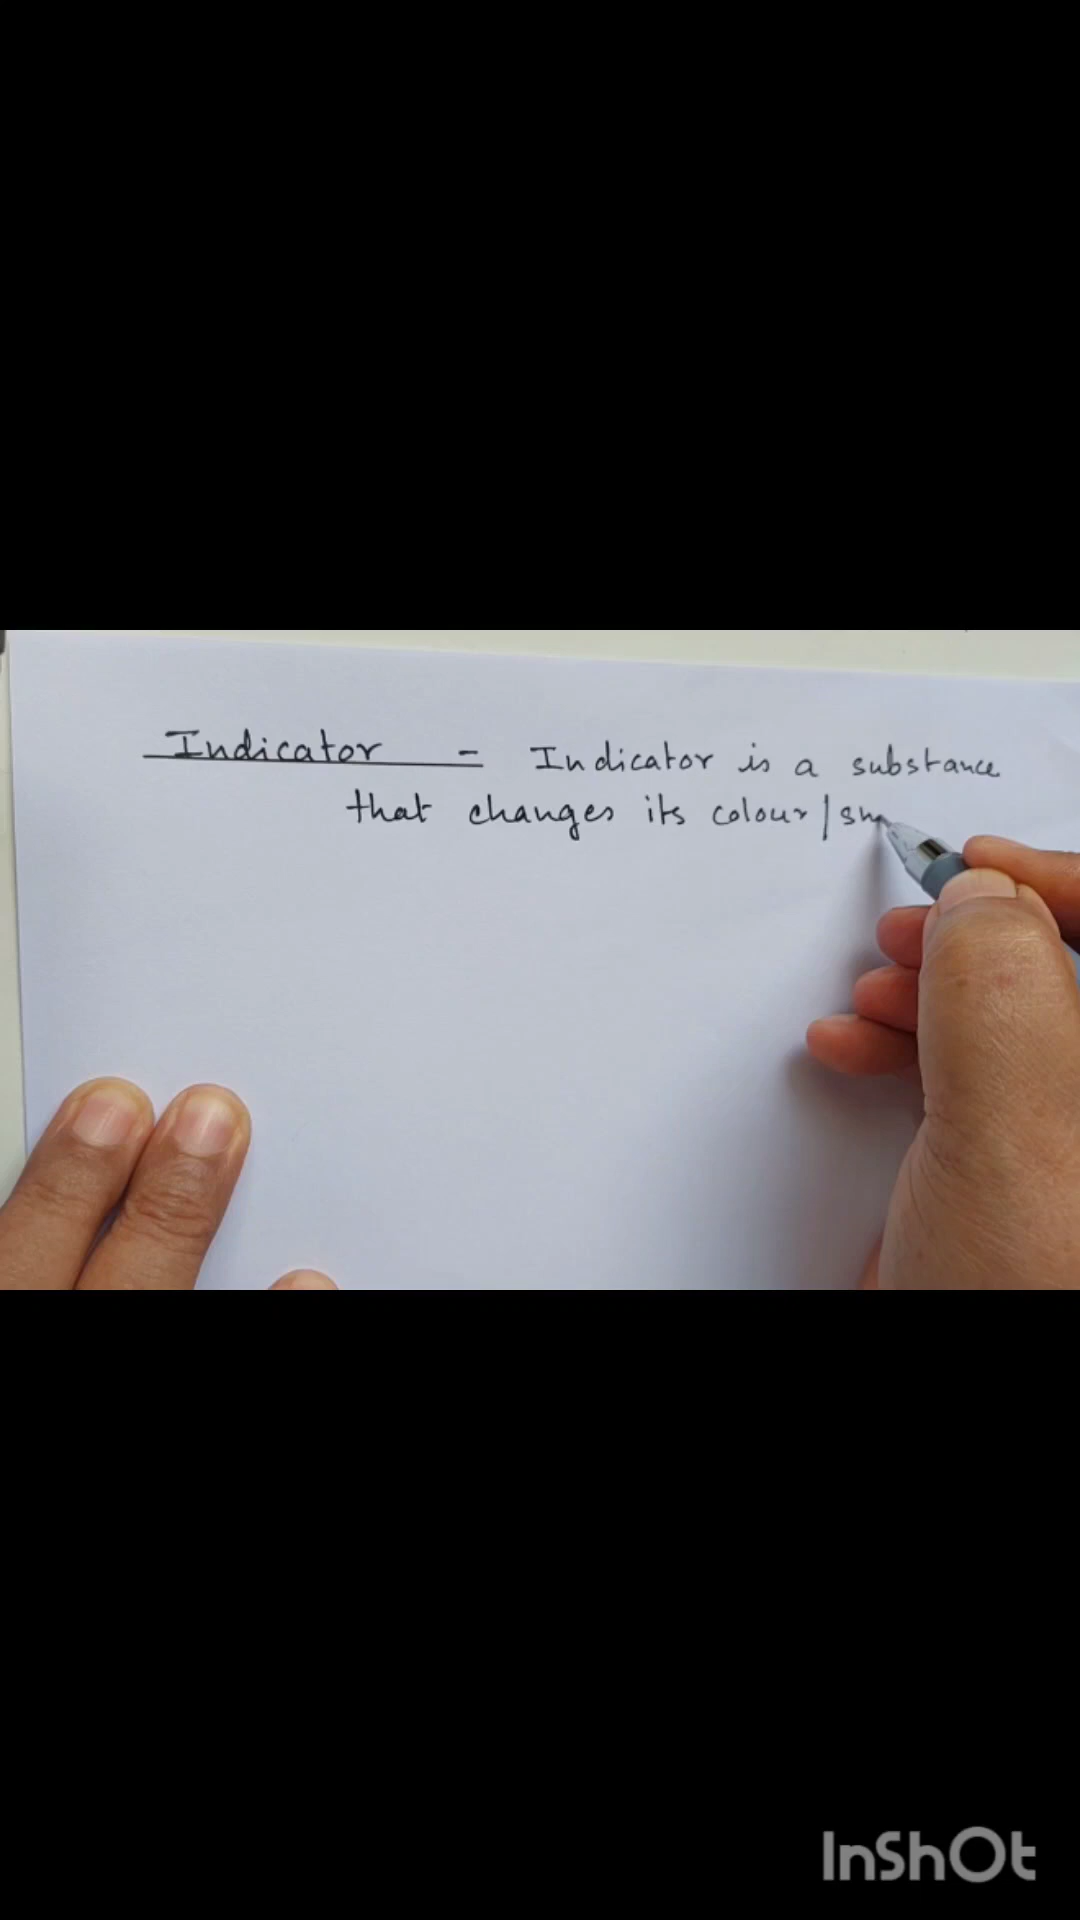 Indicator - Indicator is a substance
that changes its colour/
InShOt